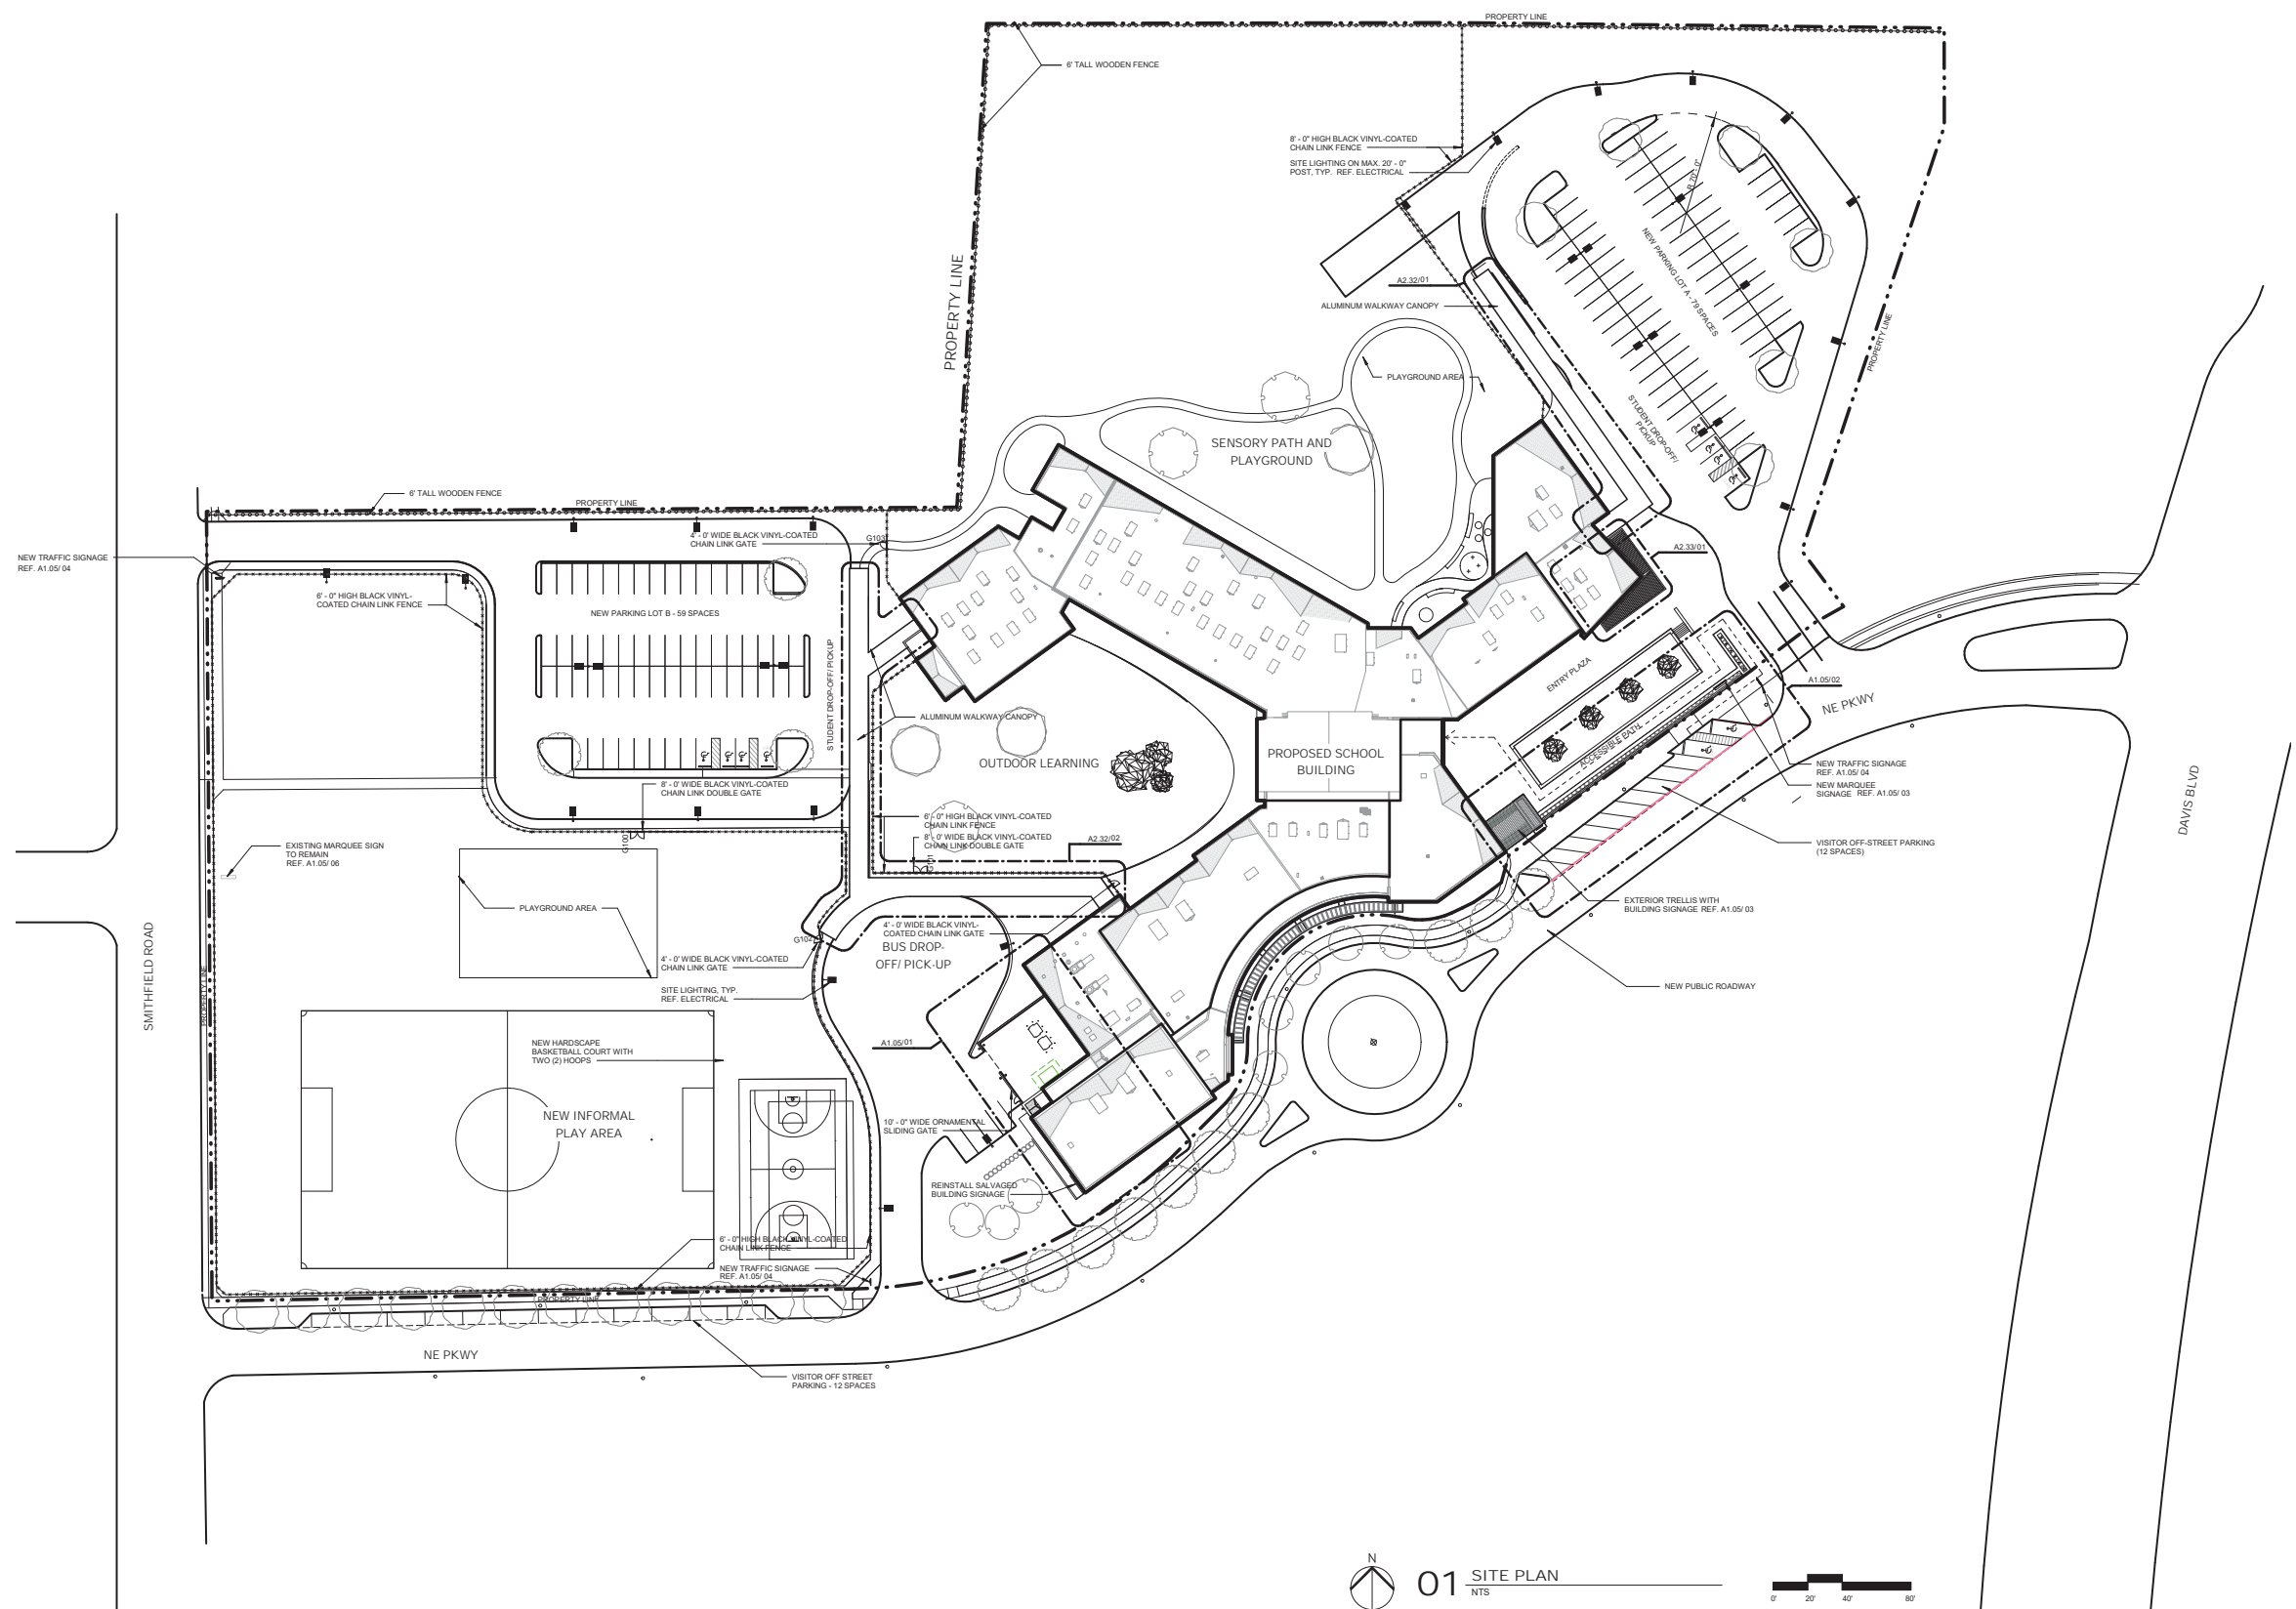 PROPERTY LINE
6' TALL WOODEN FENCE
8' - 0" HIGH BLACK VINYL-COATED
CHAIN LINK FENCE
SITE LIGHTING ON MAX. 20' - 0"
POST, TYP. REF. ELECTRICAL
R 70' - 0"
NEW PARKING LOT A - 79 SPACES
PROPERTY LINE
PROPERTY LINE
A2.32/01
ALUMINUM WALKWAY CANOPY
PLAYGROUND AREA
STUDENT DROP-OFF/
PICKUP
SENSORY PATH AND
PLAYGROUND
6' TALL WOODEN FENCE
PROPERTY LINE
4' - 0' WIDE BLACK VINYL-COATED
CHAIN LINK GATE
G103
A2.33/01
NEW TRAFFIC SIGNAGE
REF. A1.05/ 04
6' - 0" HIGH BLACK VINYL-
COATED CHAIN LINK FENCE
NEW PARKING LOT B - 59 SPACES
STUDENT DROP-OFF/ PICKUP
ENTRY PLAZA
A1.05/02
NE PKWY
ALUMINUM WALKWAY CANOPY
ACCESSIBLE PATH
OUTDOOR LEARNING
PROPOSED SCHOOL
BUILDING
NEW TRAFFIC SIGNAGE
REF. A1.05/ 04
NEW MARQUEE
SIGNAGE REF. A1.05/ 03
DAVIS BLVD
8' - 0' WIDE BLACK VINYL-COATED
CHAIN LINK DOUBLE GATE
G100
6' - 0" HIGH BLACK VINYL-COATED
CHAIN LINK FENCE
8' - 0' WIDE BLACK VINYL-COATED
CHAIN LINK DOUBLE GATE
G101
A2.32/02
EXISTING MARQUEE SIGN
TO REMAIN
REF. A1.05/ 06
VISITOR OFF-STREET PARKING
(12 SPACES)
PLAYGROUND AREA
EXTERIOR TRELLIS WITH
BUILDING SIGNAGE REF. A1.05/ 03
4' - 0' WIDE BLACK VINYL-
COATED CHAIN LINK GATE
G102
BUS DROP-
OFF/ PICK-UP
4' - 0' WIDE BLACK VINYL-COATED
CHAIN LINK GATE
SITE LIGHTING, TYP.
REF. ELECTRICAL
NEW PUBLIC ROADWAY
SMITHFIELD ROAD
PROPERTY LINE
A1.05/01
NEW HARDSCAPE
BASKETBALL COURT WITH
TWO (2) HOOPS
NEW INFORMAL
PLAY AREA
10' - 0" WIDE ORNAMENTAL
SLIDING GATE
REINSTALL SALVAGED
BUILDING SIGNAGE
6' - 0" HIGH BLACK VINYL-COATED
CHAIN LINK FENCE
NEW TRAFFIC SIGNAGE
REF. A1.05/ 04
PROPERTY LINE
NE PKWY
VISITOR OFF STREET
PARKING - 12 SPACES
N
01 SITE PLAN
NTS
0' 20' 40' 80'